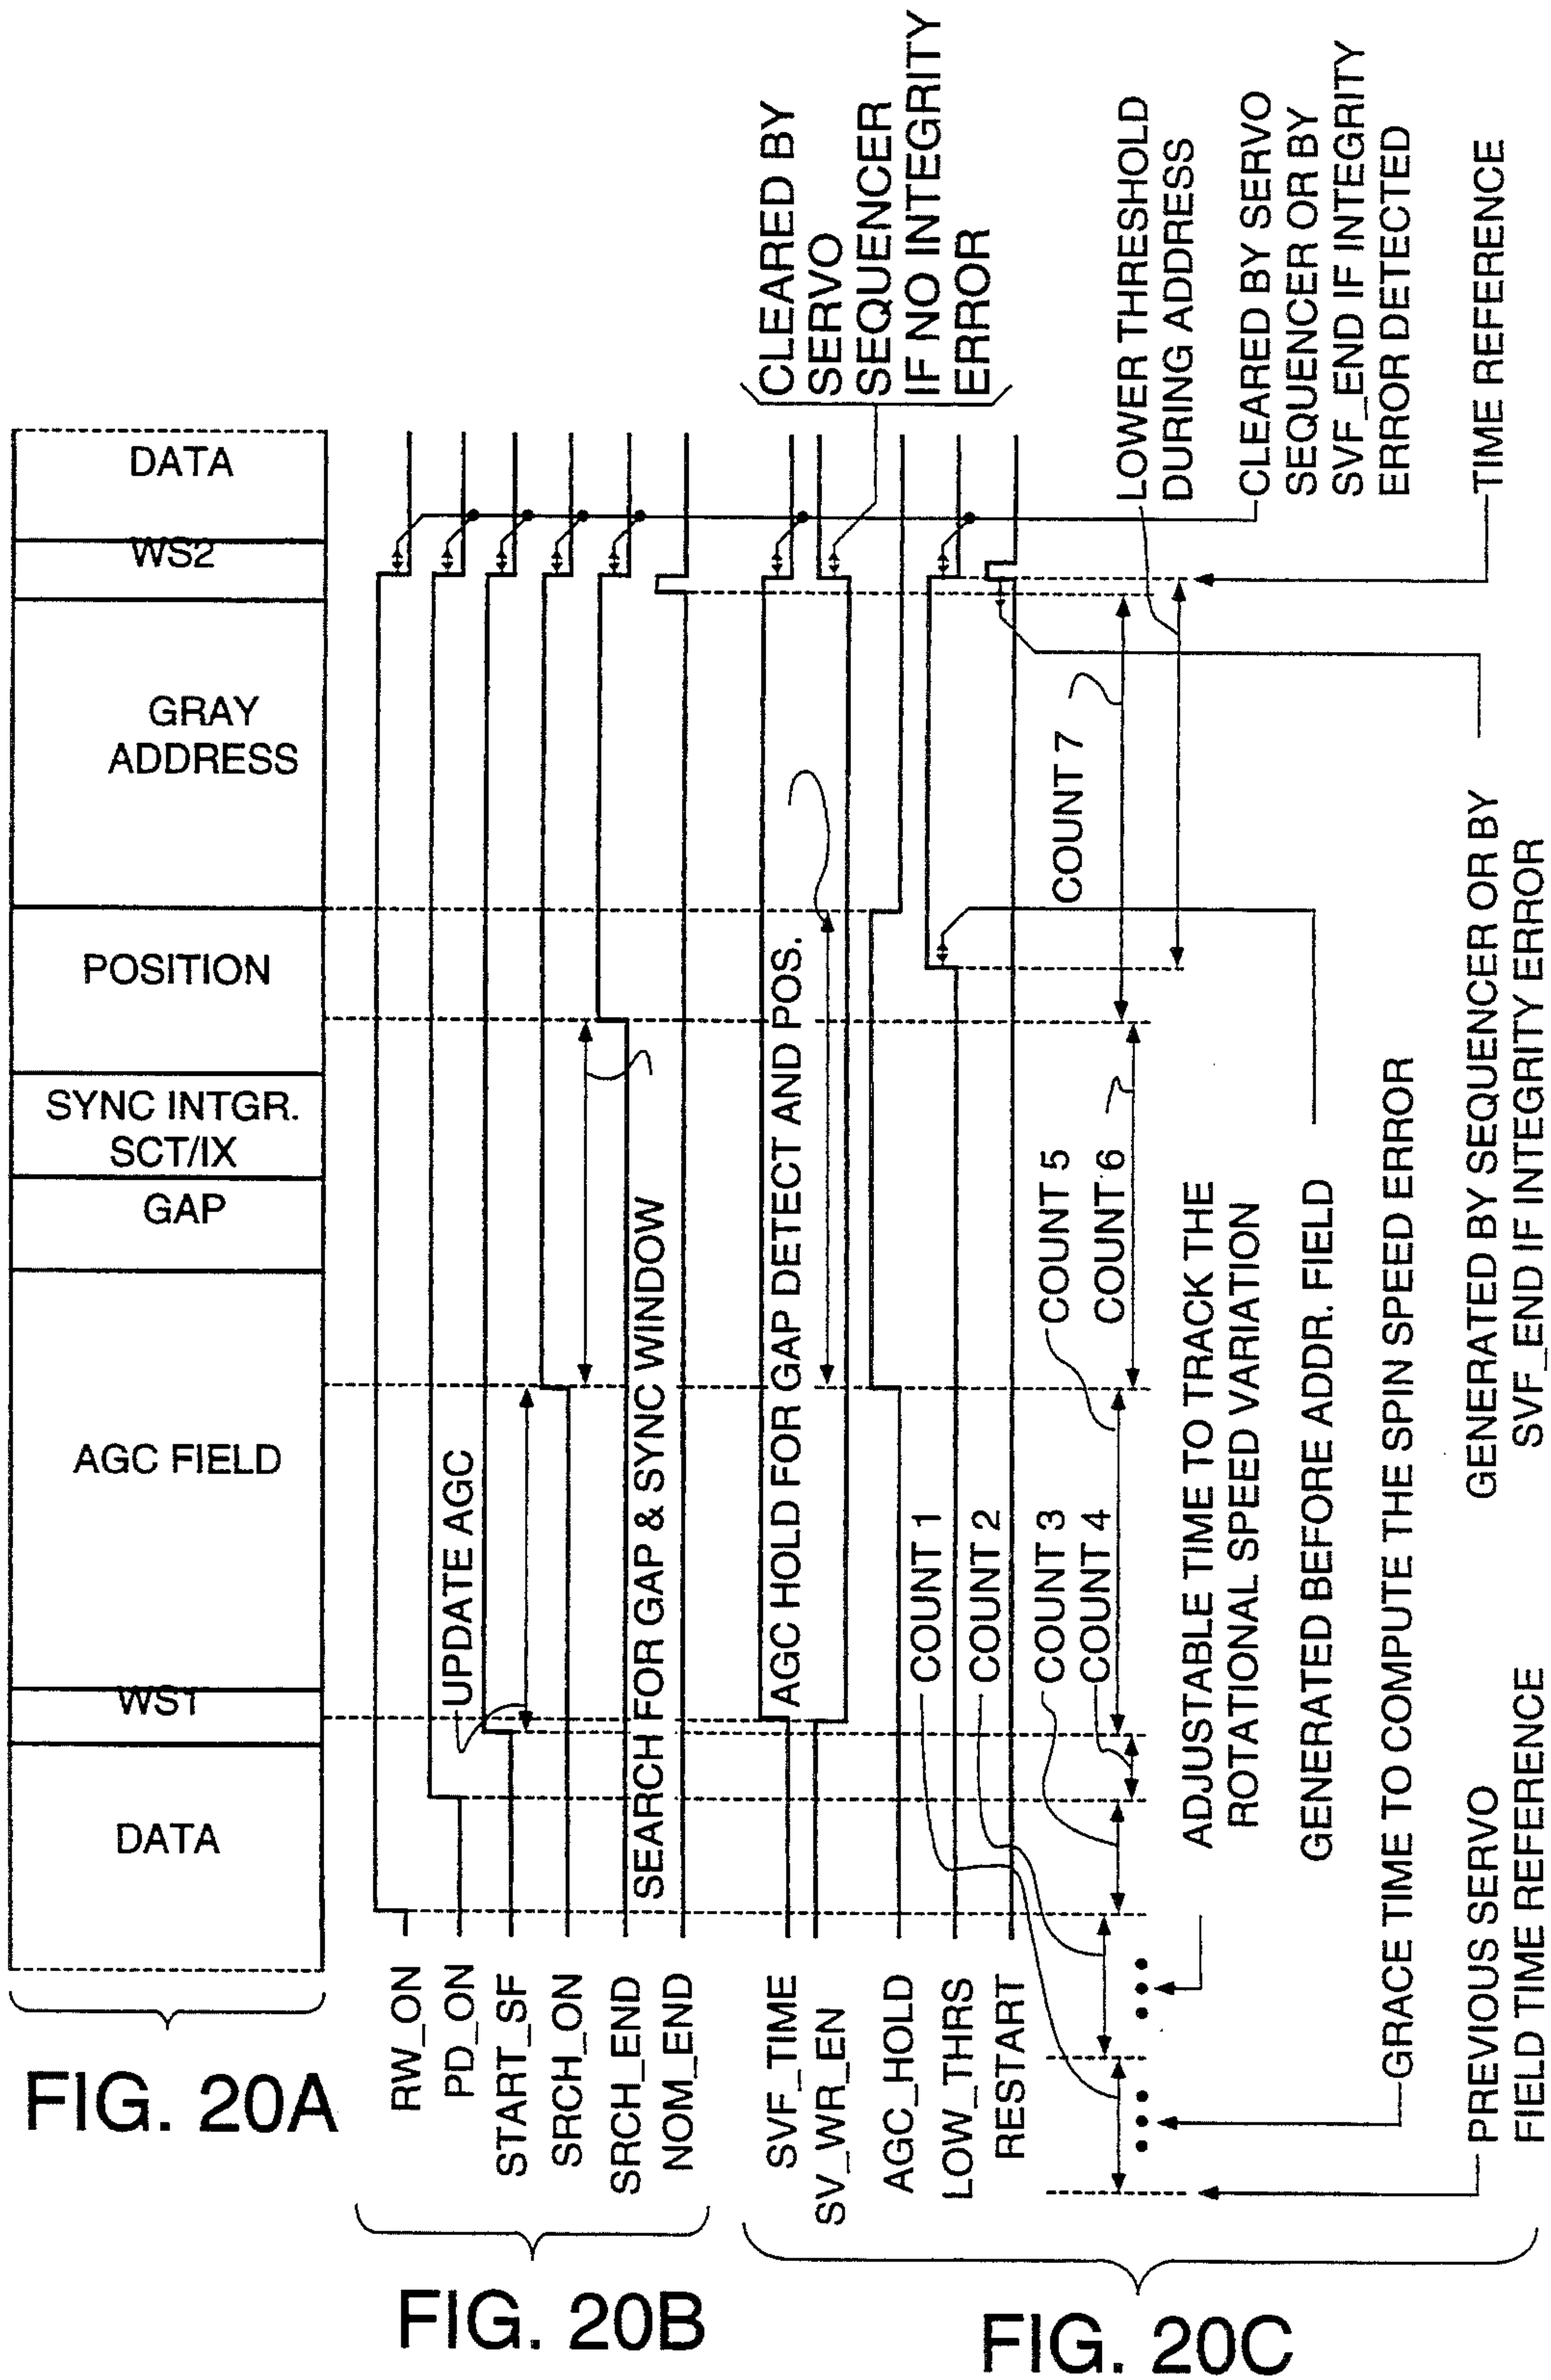 FIG. 20A
DATA
WS1
AGC FIELD
GAP
SYNC INTGR.
SCT/IX
POSITION
GRAY
ADDRESS
WS2
DATA
FIG. 20B
RW_ON
PD_ON
START_SF
SRCH_ON
SRCH_END
NOM_END
UPDATE AGC
SEARCH FOR GAP & SYNC WINDOW
FIG. 20C
SVF_TIME
SV_WR_EN
AGC_HOLD
LOW_THRS
RESTART
AGC HOLD FOR GAP DETECT AND POS.
CLEARED BY
SERVO
SEQUENCER
IF NO INTEGRITY
ERROR
COUNT 1
COUNT 2
COUNT 3
COUNT 4
COUNT 5
COUNT 6
COUNT 7
LOWER THRESHOLD
DURING ADDRESS
CLEARED BY SERVO
SEQUENCER OR BY
SVF_END IF INTEGRITY
ERROR DETECTED
TIME REFERENCE
ADJUSTABLE TIME TO TRACK THE
ROTATIONAL SPEED VARIATION
GENERATED BEFORE ADDR. FIELD
GRACE TIME TO COMPUTE THE SPIN SPEED ERROR
PREVIOUS SERVO
FIELD TIME REFERENCE
GENERATED BY SEQUENCER OR BY
SVF_END IF INTEGRITY ERROR